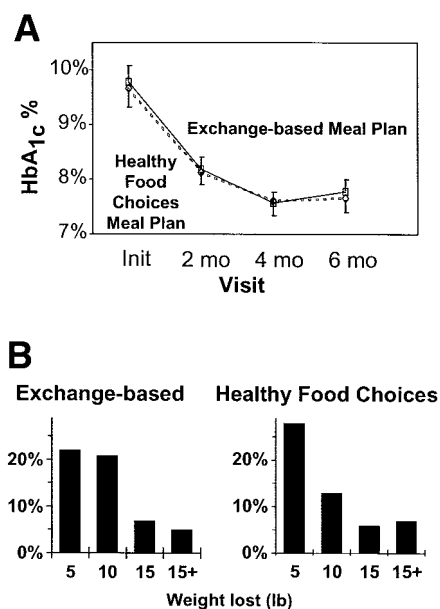 A
10%
9%
8%
7%
HbA1c %
Exchange-based Meal Plan
Healthy
Food
Choices
Meal Plan
Init 2 mo 4 mo 6 mo
Visit
B
Exchange-based Healthy Food Choices
20%
10%
0%
5 10 15 15+
20%
10%
0%
5 10 15 15+
Weight lost (lb)